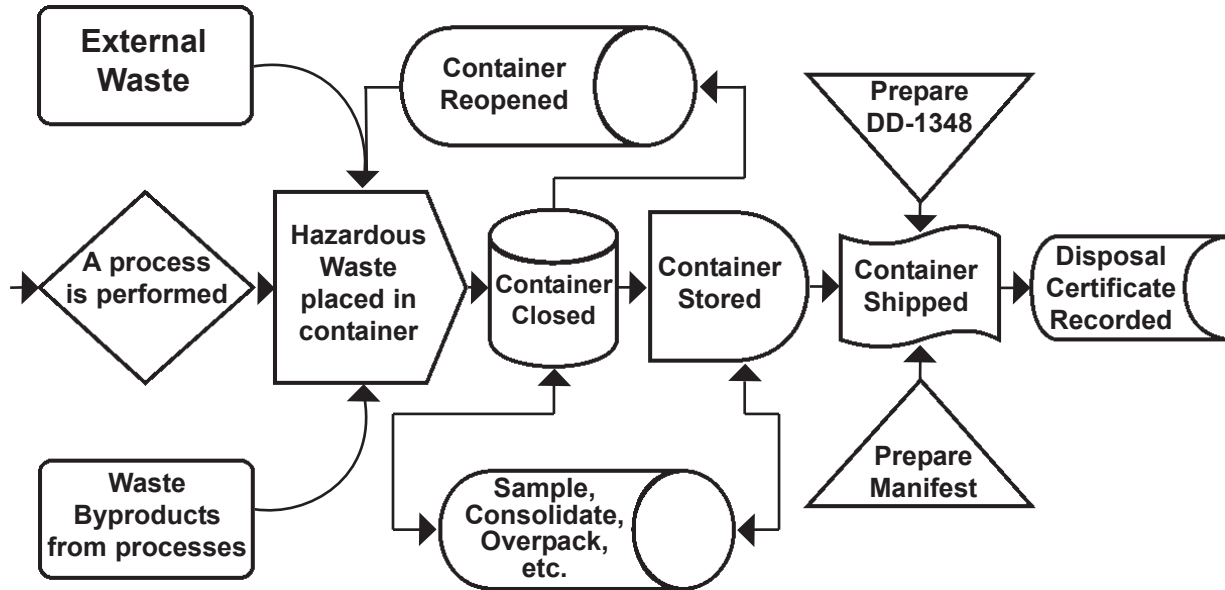 External
Waste
Container
Reopened
Prepare
DD-1348
A process
is performed
Hazardous
Waste
placed in
container
Container
Closed
Container
Stored
Container
Shipped
Disposal
Certificate
Recorded
Waste
Byproducts
from processes
Sample,
Consolidate,
Overpack,
etc.
Prepare
Manifest